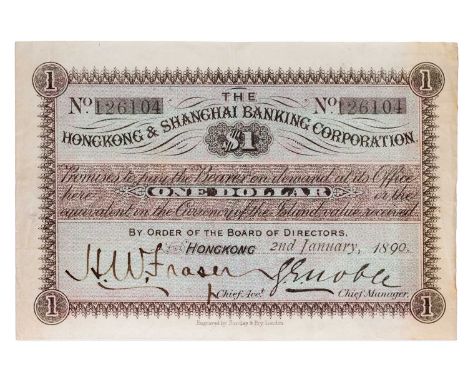 1 1
THE
No 126104 No 126104
HONGKONG & SHANGHAI BANKING CORPORATION.
$1
Promises to pay the Bearer on demand at its Office
here ONE DOLLAR or the
equivalent in the Currency of the Island value received
BY ORDER OF THE BOARD OF DIRECTORS.
HONGKONG 2nd January, 1890.
H.W. Fraser G.E. Noble
Chief Acct. Chief Manager.
1 1
Engraved by Barclay & Fry London